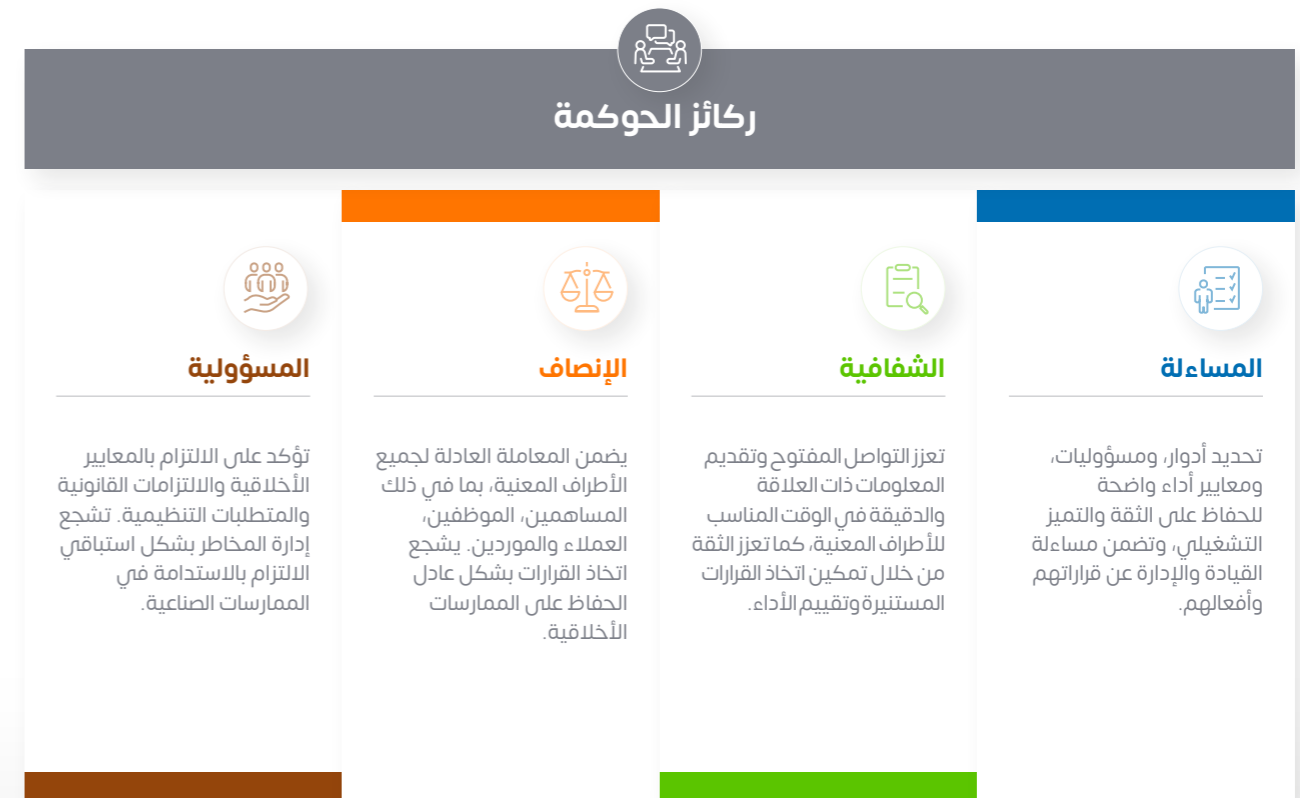 ركائز الحوكمة
المساءلة
تحديد أدوار، ومسؤوليات،
ومعايير أداء واضحة
للحفاظ على الثقة والتميز
التشغيلي، وتضمن مساءلة
القيادة والإدارة عن قراراتهم
وأفعالهم.
الشفافية
تعزز التواصل المفتوح وتقديم
المعلومات ذات العلاقة
والدقيقة في الوقت المناسب
للأطراف المعنية، كما تعزز الثقة
من خلال تمكين اتخاذ القرارات
المستنيرة وتقييم الأداء.
الإنصاف
يضمن المعاملة العادلة لجميع
الأطراف المعنية، بما في ذلك
المساهمين، الموظفين،
العملاء والموردين. يشجع
اتخاذ القرارات بشكل عادل
الحفاظ على الممارسات
الأخلاقية.
المسؤولية
تؤكد على الالتزام بالمعايير
الأخلاقية والالتزامات القانونية
والمتطلبات التنظيمية. تشجع
إدارة المخاطر بشكل استباقي
الالتزام بالاستدامة في
الممارسات الصناعية.